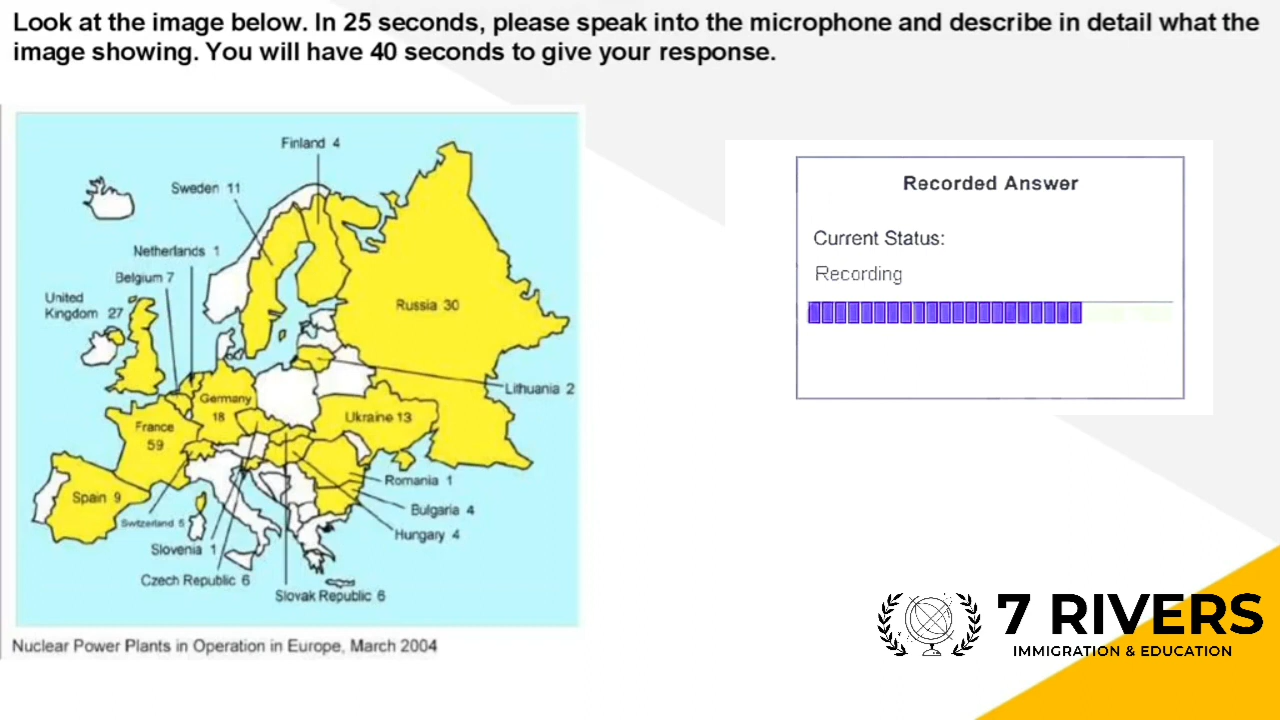 Look at the image below. In 25 seconds, please speak into the microphone and describe in detail what the
image showing. You will have 40 seconds to give your response.
Finland 4
Sweden 11
Netherlands 1
Belgium 7
United
Kingdom 27
Russia 30
Lithuania 2
Germany
18
Ukraine 13
France
59
Romania 1
Spain 9
Bulgaria 4
Switzerland 5
Hungary 4
Slovenia 1
Czech Republic 6
Slovak Republic 6
Nuclear Power Plants in Operation in Europe, March 2004
Recorded Answer
Current Status:
Recording
7 RIVERS
IMMIGRATION & EDUCATION